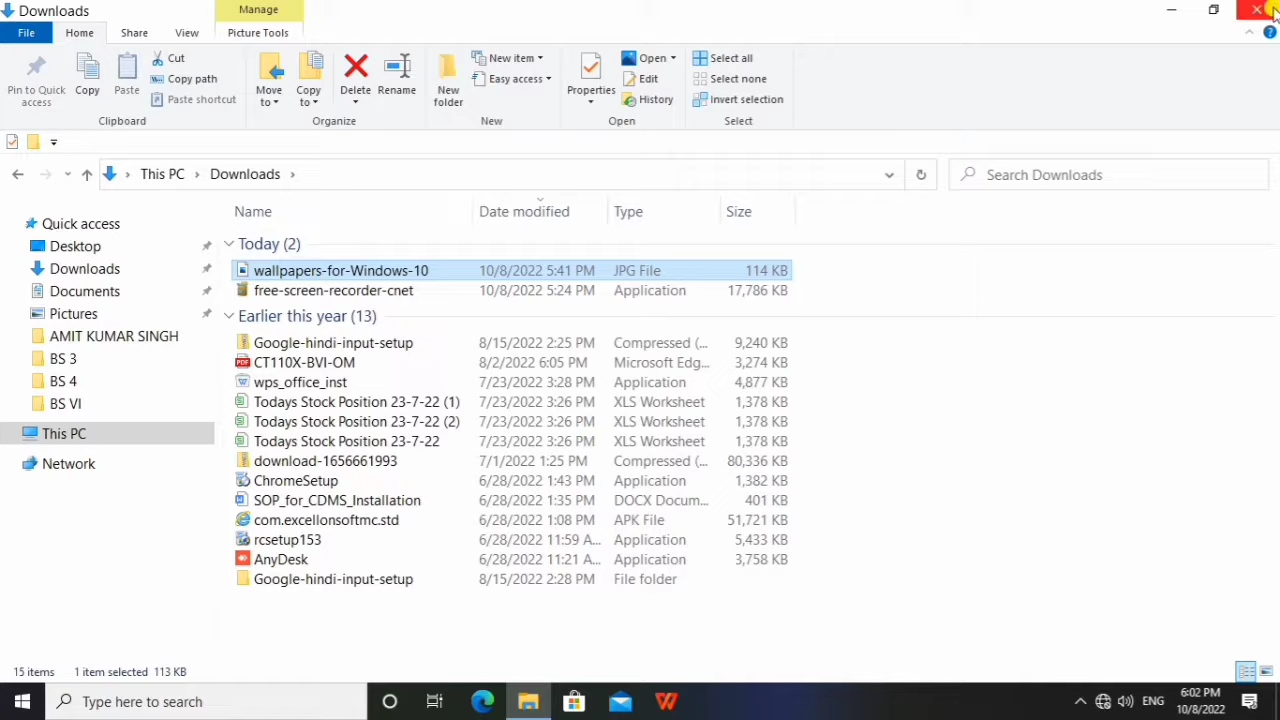 Downloads
Manage
File
Home
Share
View
Picture Tools
Pin to Quick access
Copy
Paste
Cut
Copy path
Paste shortcut
Clipboard
Move to
Copy to
Delete
Rename
Organize
New folder
New item
Easy access
New
Properties
Open
Edit
History
Open
Select all
Select none
Invert selection
Select
This PC
Downloads
Search Downloads
Quick access
Desktop
Downloads
Documents
Pictures
AMIT KUMAR SINGH
BS 3
BS 4
BS VI
This PC
Network
Name Date modified Type Size
Today (2)
wallpapers-for-Windows-10 10/8/2022 5:41 PM JPG File 114 KB
free-screen-recorder-cnet 10/8/2022 5:24 PM Application 17,786 KB
Earlier this year (13)
Google-hindi-input-setup 8/15/2022 2:25 PM Compressed (... 9,240 KB
CT110X-BVI-OM 8/2/2022 6:05 PM Microsoft Edg... 3,274 KB
wps_office_inst 7/23/2022 3:28 PM Application 4,877 KB
Todays Stock Position 23-7-22 (1) 7/23/2022 3:26 PM XLS Worksheet 1,378 KB
Todays Stock Position 23-7-22 (2) 7/23/2022 3:26 PM XLS Worksheet 1,378 KB
Todays Stock Position 23-7-22 7/23/2022 3:26 PM XLS Worksheet 1,378 KB
download-1656661993 7/1/2022 1:25 PM Compressed (... 80,336 KB
ChromeSetup 6/28/2022 1:43 PM Application 1,382 KB
SOP_for_CDMS_Installation 6/28/2022 1:35 PM DOCX Docum... 401 KB
com.excellonsoftmc.std 6/28/2022 1:08 PM APK File 51,721 KB
rcsetup153 6/28/2022 11:59 A... Application 5,433 KB
AnyDesk 6/28/2022 11:21 A... Application 3,758 KB
Google-hindi-input-setup 8/15/2022 2:28 PM File folder
15 items 1 item selected 113 KB
Type here to search
ENG
6:02 PM
10/8/2022